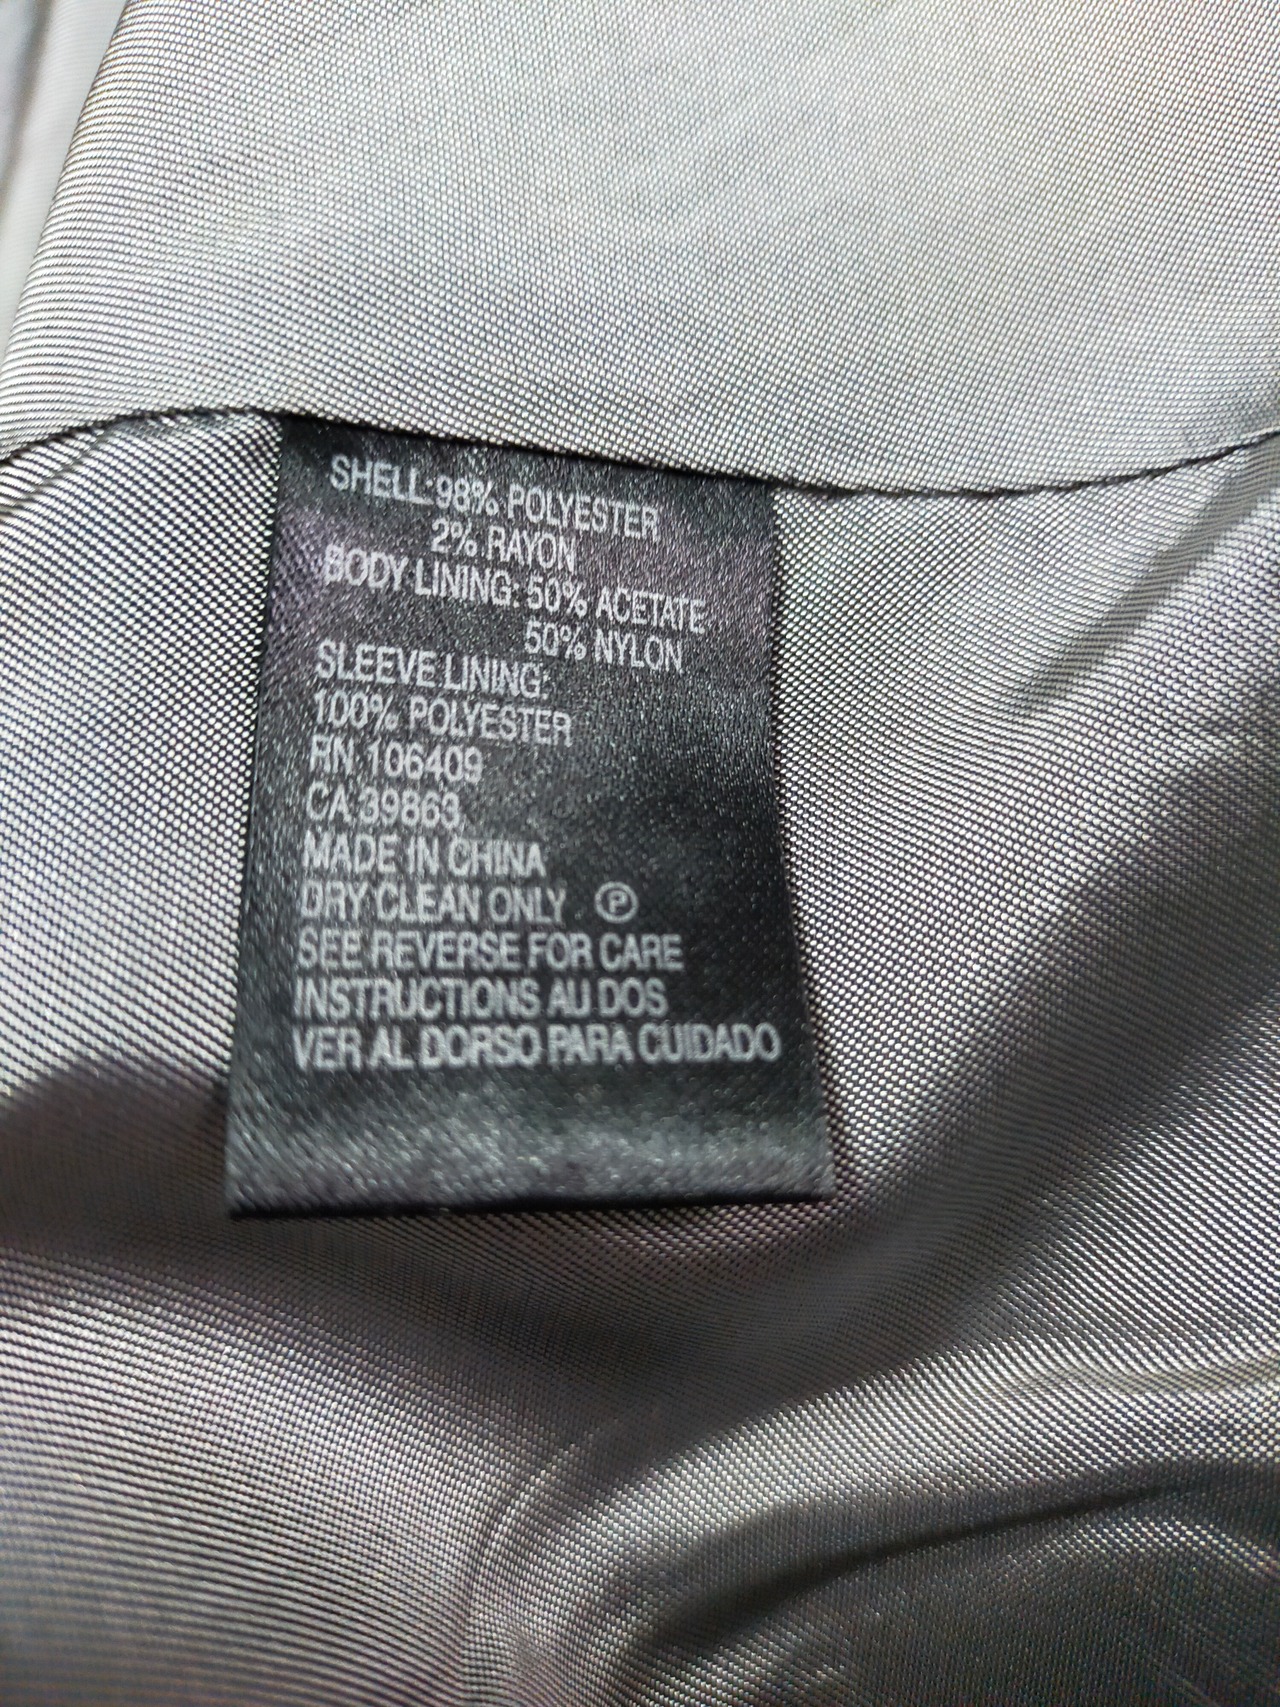 SHELL:98% POLYESTER
2% RAYON
BODY LINING: 50% ACETATE
50% NYLON
SLEEVE LINING:
100% POLYESTER
RN 106409
CA 39863
MADE IN CHINA
DRY CLEAN ONLY Ⓟ
SEE REVERSE FOR CARE
INSTRUCTIONS AU DOS
VER AL DORSO PARA CUIDADO